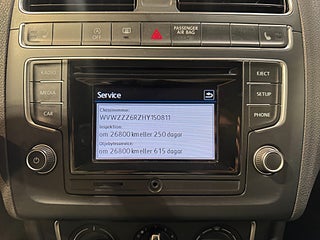 PASSENGER
AIR BAG
RADIO
MEDIA
CAR
EJECT
SETUP
PHONE
Service
Chassinummer:
WVWZZZ6RZHY150811
Inspektion:
om 26800 km eller 250 dagar
Oljebytesservice:
om 26800 km eller 615 dagar